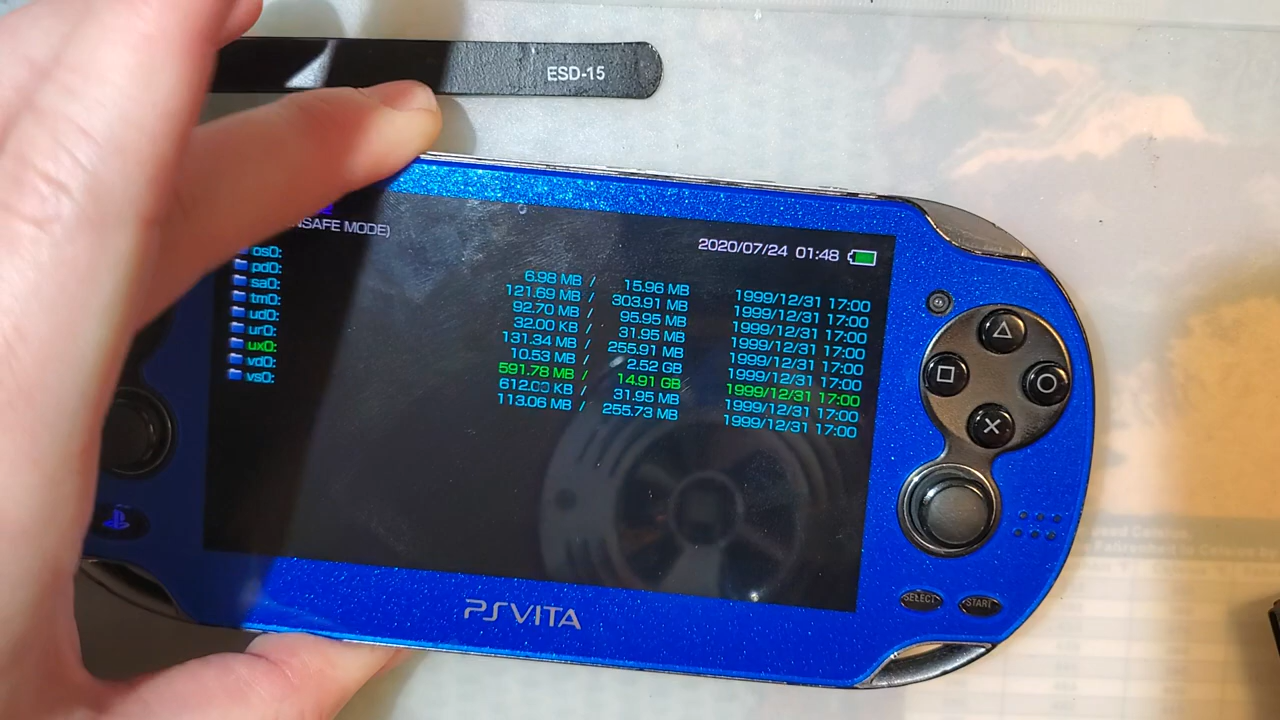 ESD-15
NSAFE MODE)
2020/07/24 01:48
os0: 6.98 MB / 15.96 MB 1999/12/31 17:00
pd0: 121.69 MB / 303.91 MB 1999/12/31 17:00
sa0: 92.70 MB / 95.95 MB 1999/12/31 17:00
tm0: 32.00 KB / 31.95 MB 1999/12/31 17:00
ud0: 131.34 MB / 255.91 MB 1999/12/31 17:00
ur0: 10.53 MB / 2.52 GB 1999/12/31 17:00
ux0: 591.78 MB / 14.91 GB 1999/12/31 17:00
vd0: 612.00 KB / 31.95 MB 1999/12/31 17:00
vs0: 113.06 MB / 255.73 MB 1999/12/31 17:00
SELECT START
PSVITA